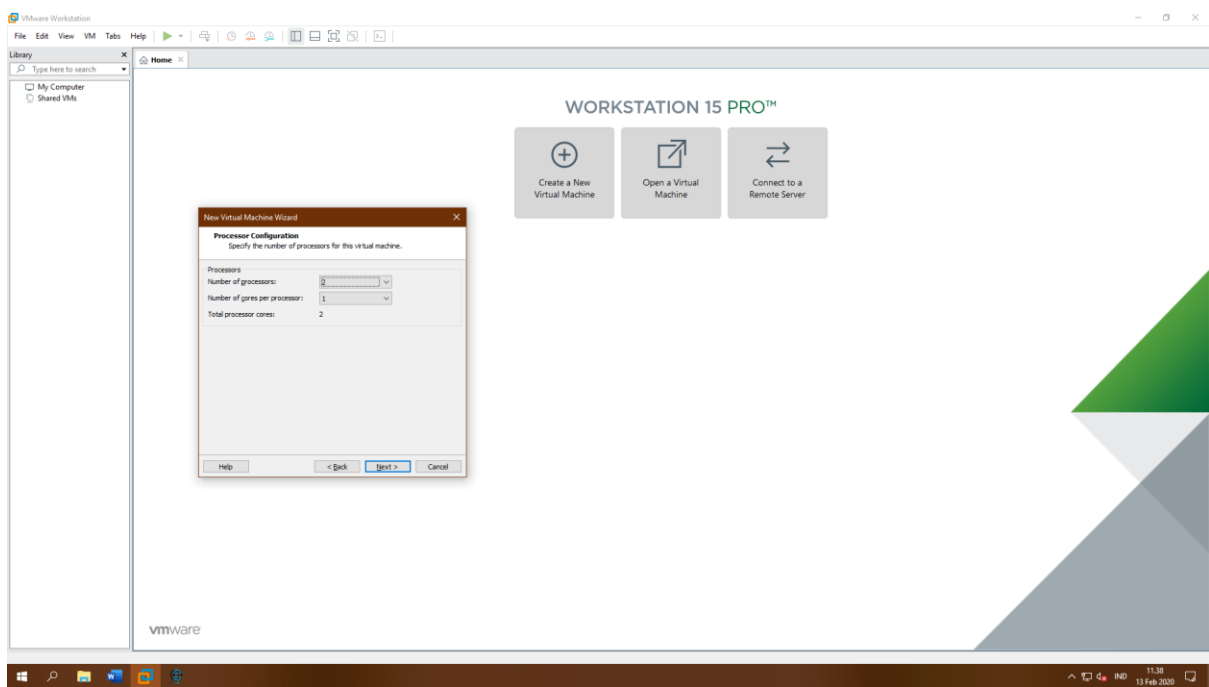 VMware Workstation
File Edit View VM Tabs Help
Library
Type here to search
My Computer
Shared VMs
Home
WORKSTATION 15 PRO™
Create a New
Virtual Machine
Open a Virtual
Machine
Connect to a
Remote Server
New Virtual Machine Wizard
Processor Configuration
Specify the number of processors for this virtual machine.
Processors
Number of processors: 2
Number of cores per processor: 1
Total processor cores: 2
Help < Back Next > Cancel
vmware
IND
11.38
13 Feb 2020